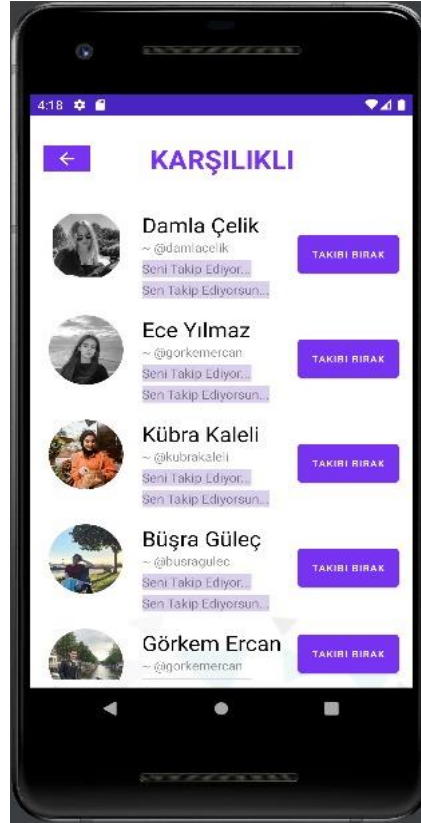 4:18
KARŞILIKLI
Damla Çelik
~ @damlacelik
Seni Takip Ediyor...
Sen Takip Ediyorsun...
TAKIBI BIRAK
Ece Yılmaz
~ @gorkemercan
Seni Takip Ediyor...
Sen Takip Ediyorsun...
TAKIBI BIRAK
Kübra Kaleli
~ @kubrakaleli
Seni Takip Ediyor...
Sen Takip Ediyorsun...
TAKIBI BIRAK
Büşra Güleç
~ @busragulec
Seni Takip Ediyor...
Sen Takip Ediyorsun...
TAKIBI BIRAK
Görkem Ercan
~ @gorkemercan
TAKIBI BIRAK